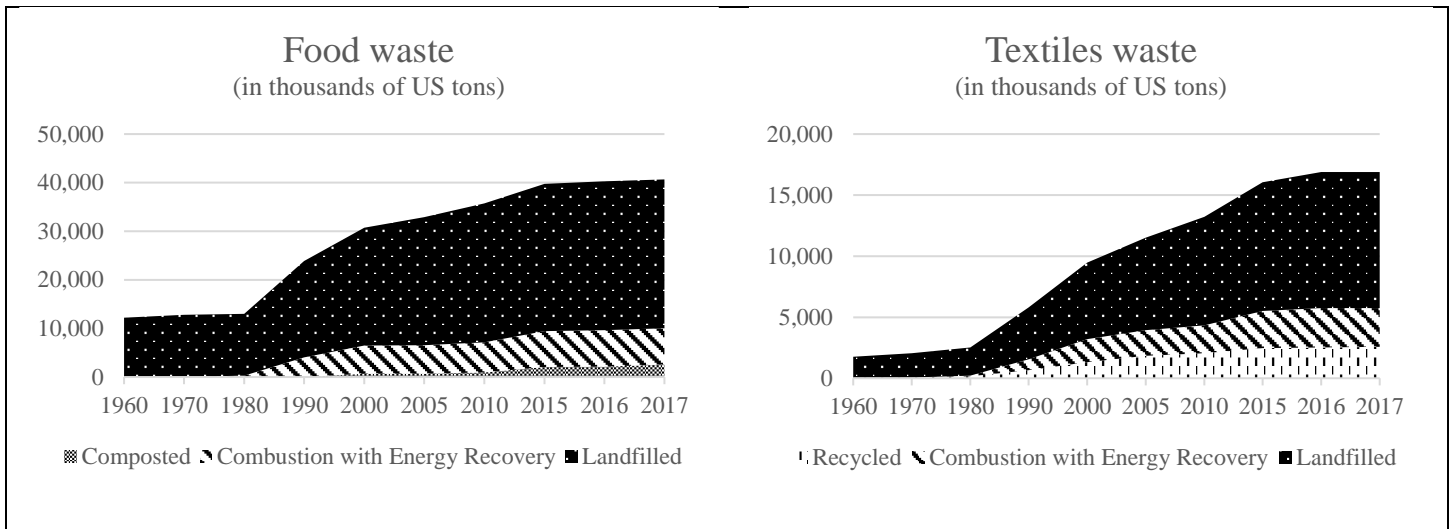 Food waste
(in thousands of US tons)
50,000
40,000
30,000
20,000
10,000
0
1960 1970 1980 1990 2000 2005 2010 2015 2016 2017
Composted Combustion with Energy Recovery Landfilled
Textiles waste
(in thousands of US tons)
20,000
15,000
10,000
5,000
0
1960 1970 1980 1990 2000 2005 2010 2015 2016 2017
Recycled Combustion with Energy Recovery Landfilled